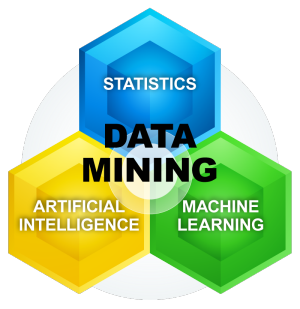 STATISTICS
DATA
MINING
ARTIFICIAL
INTELLIGENCE
MACHINE
LEARNING